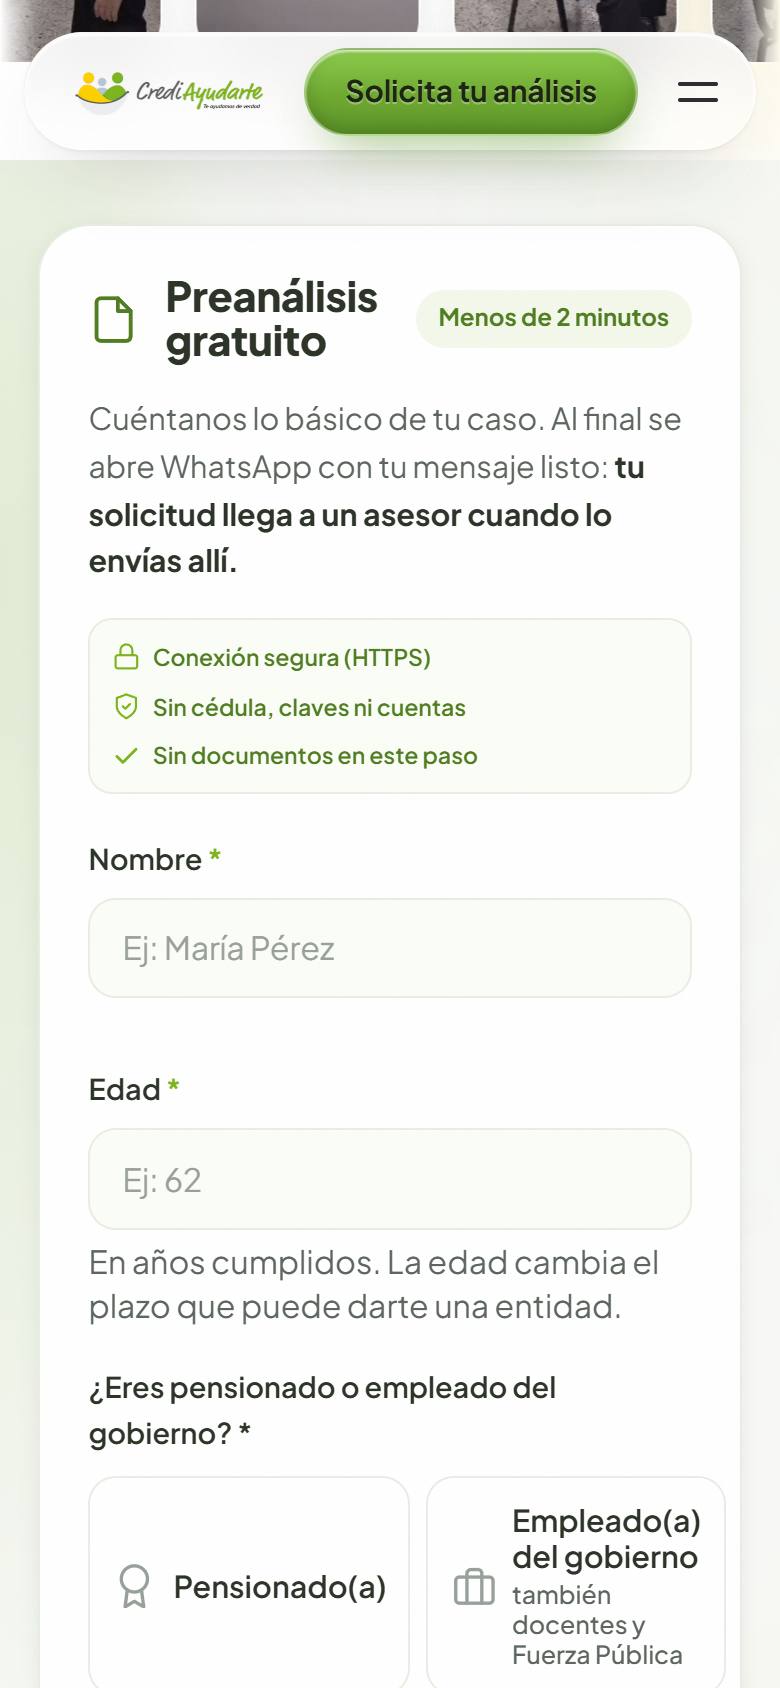 CrediAyudarte
Te ayudamos de verdad
Solicita tu análisis
Preanálisis
gratuito
Menos de 2 minutos
Cuéntanos lo básico de tu caso. Al final se
abre WhatsApp con tu mensaje listo: tu
solicitud llega a un asesor cuando lo
envías allí.
Conexión segura (HTTPS)
Sin cédula, claves ni cuentas
Sin documentos en este paso
Nombre *
Ej: María Pérez
Edad *
Ej: 62
En años cumplidos. La edad cambia el
plazo que puede darte una entidad.
¿Eres pensionado o empleado del
gobierno? *
Pensionado(a)
Empleado(a)
del gobierno
también
docentes y
Fuerza Pública